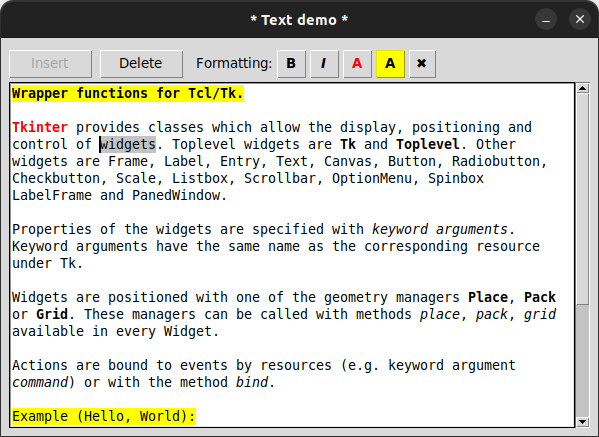 * Text demo *
Insert Delete Formatting: B I A A ✖
Wrapper functions for Tcl/Tk.
Tkinter provides classes which allow the display, positioning and
control of widgets. Toplevel widgets are Tk and Toplevel. Other
widgets are Frame, Label, Entry, Text, Canvas, Button, Radiobutton,
Checkbutton, Scale, Listbox, Scrollbar, OptionMenu, Spinbox
LabelFrame and PanedWindow.
Properties of the widgets are specified with keyword arguments.
Keyword arguments have the same name as the corresponding resource
under Tk.
Widgets are positioned with one of the geometry managers Place, Pack
or Grid. These managers can be called with methods place, pack, grid
available in every Widget.
Actions are bound to events by resources (e.g. keyword argument
command) or with the method bind.
Example (Hello, World):